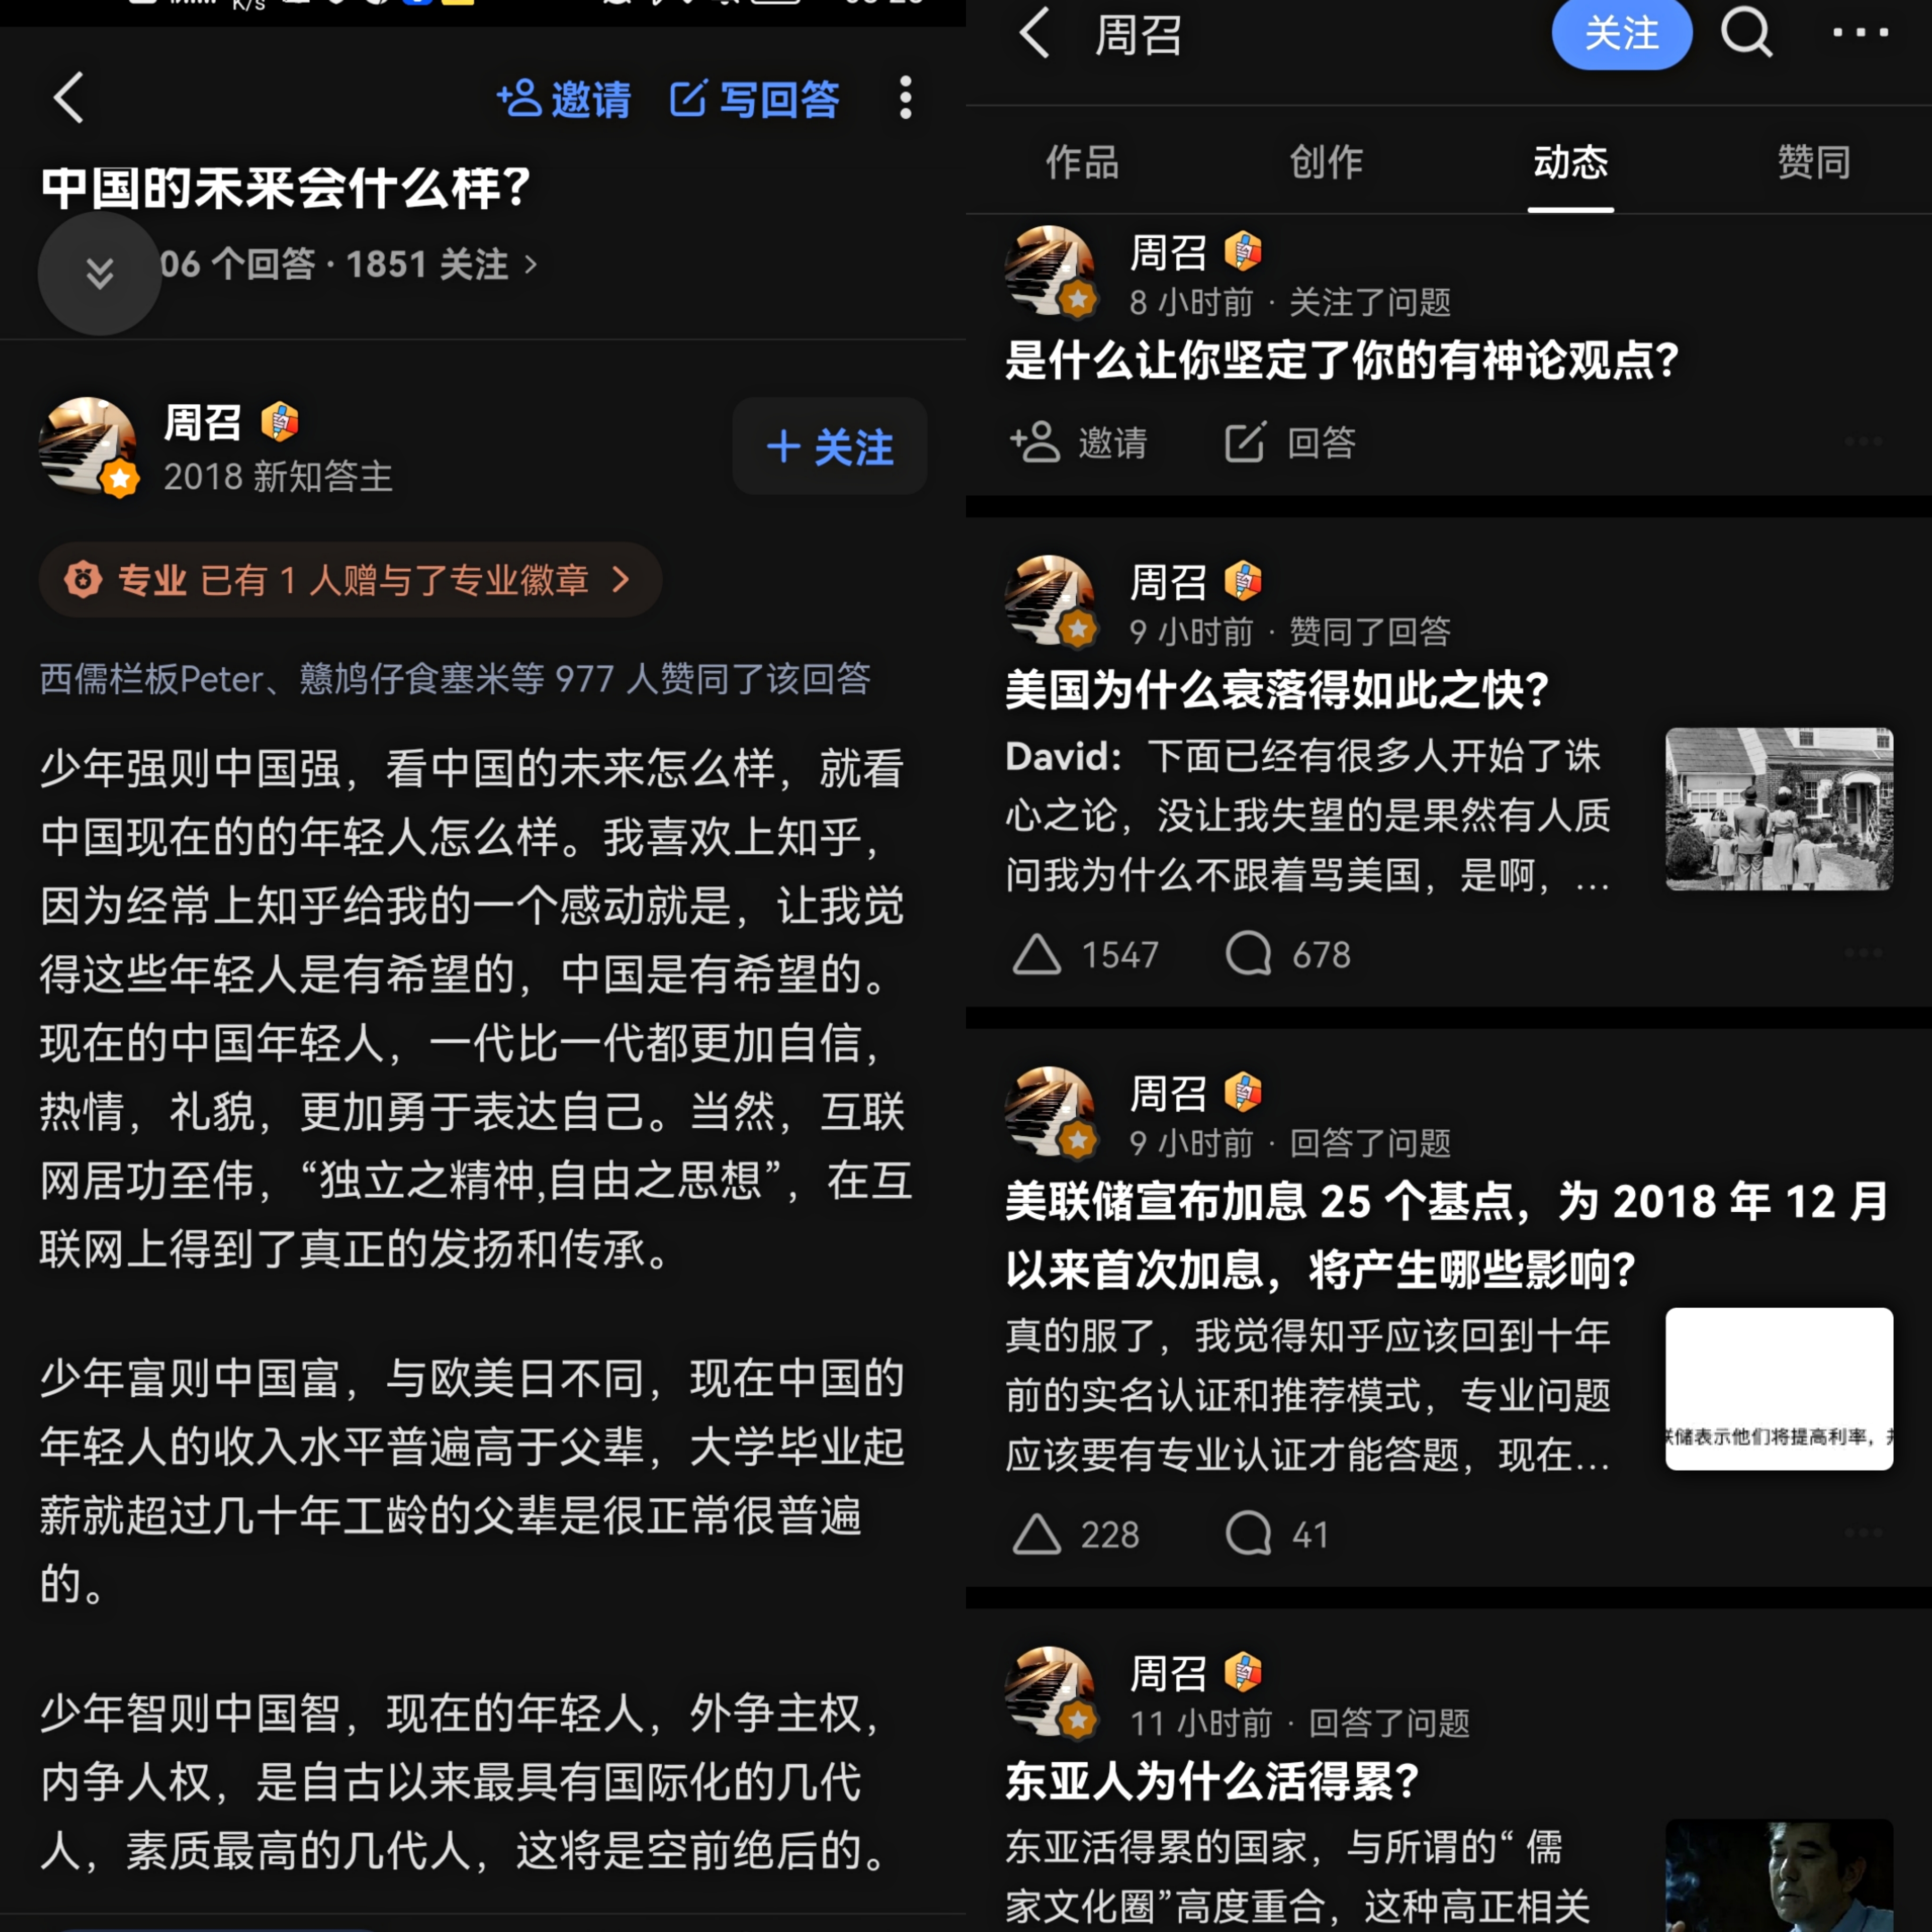 K/s
邀请 写回答
中国的未来会什么样？
06 个回答 · 1851 关注
周召
2018 新知答主
+ 关注
专业 已有 1 人赠与了专业徽章
西儒栏板Peter、戆鸠仔食塞米等 977 人赞同了该回答
少年强则中国强，看中国的未来怎么样，就看
中国现在的的年轻人怎么样。我喜欢上知乎，
因为经常上知乎给我的一个感动就是，让我觉
得这些年轻人是有希望的，中国是有希望的。
现在的中国年轻人，一代比一代都更加自信，
热情，礼貌，更加勇于表达自己。当然，互联
网居功至伟，“独立之精神,自由之思想”，在互
联网上得到了真正的发扬和传承。
少年富则中国富，与欧美日不同，现在中国的
年轻人的收入水平普遍高于父辈，大学毕业起
薪就超过几十年工龄的父辈是很正常很普遍
的。
少年智则中国智，现在的年轻人，外争主权，
内争人权，是自古以来最具有国际化的几代
人，素质最高的几代人，这将是空前绝后的。
周召
关注
作品 创作 动态 赞同
周召
8 小时前 · 关注了问题
是什么让你坚定了你的有神论观点？
邀请 回答
周召
9 小时前 · 赞同了回答
美国为什么衰落得如此之快？
David：下面已经有很多人开始了诛
心之论，没让我失望的是果然有人质
问我为什么不跟着骂美国，是啊，...
1547 678
周召
9 小时前 · 回答了问题
美联储宣布加息 25 个基点，为 2018 年 12 月
以来首次加息，将产生哪些影响？
真的服了，我觉得知乎应该回到十年
前的实名认证和推荐模式，专业问题
应该要有专业认证才能答题，现在...
储表示他们将提高利率，
228 41
周召
11 小时前 · 回答了问题
东亚人为什么活得累？
东亚活得累的国家，与所谓的“ 儒
家文化圈”高度重合，这种高正相关